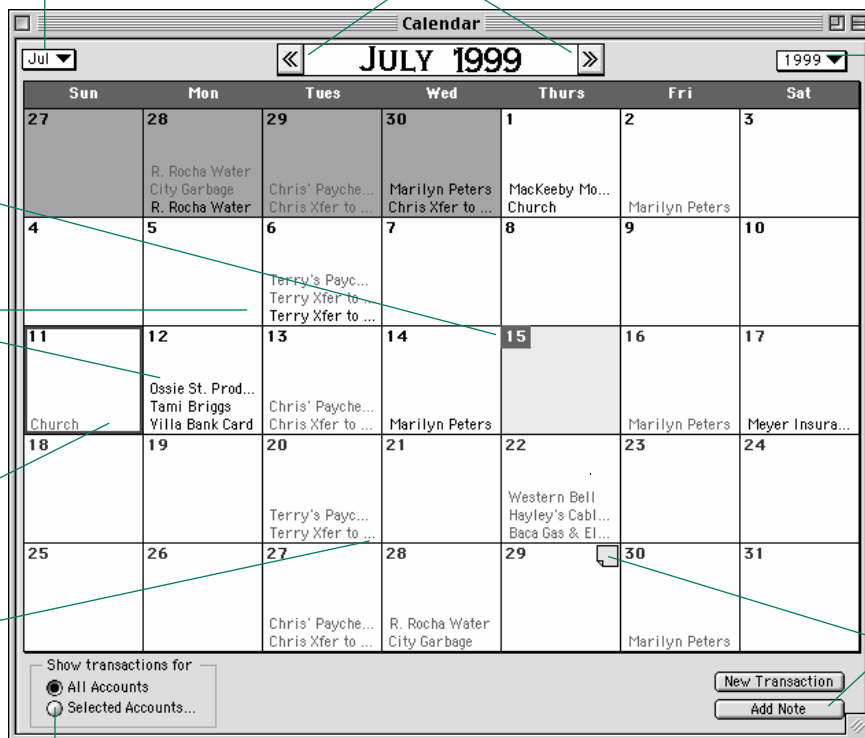 Calendar
Jul
JULY 1999
1999
Sun Mon Tues Wed Thurs Fri Sat
27 28 29 30 1 2 3
R. Rocha Water
City Garbage Chris' Payche... Marilyn Peters MacKeeby Mo...
R. Rocha Water Chris Xfer to ... Chris Xfer to ... Church Marilyn Peters
4 5 6 7 8 9 10
Terry's Payc...
Terry Xfer to ...
Terry Xfer to ...
11 12 13 14 15 16 17
Ossie St. Prod...
Tami Briggs Chris' Payche...
Church Villa Bank Card Chris Xfer to ... Marilyn Peters Marilyn Peters Meyer Insura...
18 19 20 21 22 23 24
Western Bell
Terry's Payc... Hayley's Cabl...
Terry Xfer to ... Baca Gas & El...
25 26 27 28 29 30 31
Chris' Payche... R. Rocha Water
Chris Xfer to ... City Garbage Marilyn Peters
Show transactions for
All Accounts
Selected Accounts...
New Transaction
Add Note